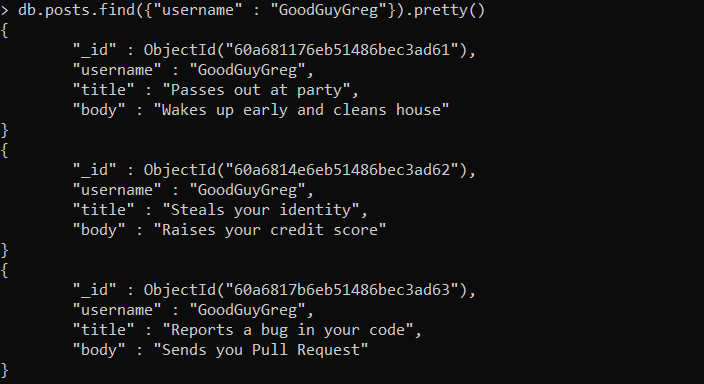 > db.posts.find({"username" : "GoodGuyGreg"}).pretty()
{
"_id" : ObjectId("60a681176eb51486bec3ad61"),
"username" : "GoodGuyGreg",
"title" : "Passes out at party",
"body" : "Wakes up early and cleans house"
}
{
"_id" : ObjectId("60a6814e6eb51486bec3ad62"),
"username" : "GoodGuyGreg",
"title" : "Steals your identity",
"body" : "Raises your credit score"
}
{
"_id" : ObjectId("60a6817b6eb51486bec3ad63"),
"username" : "GoodGuyGreg",
"title" : "Reports a bug in your code",
"body" : "Sends you Pull Request"
}